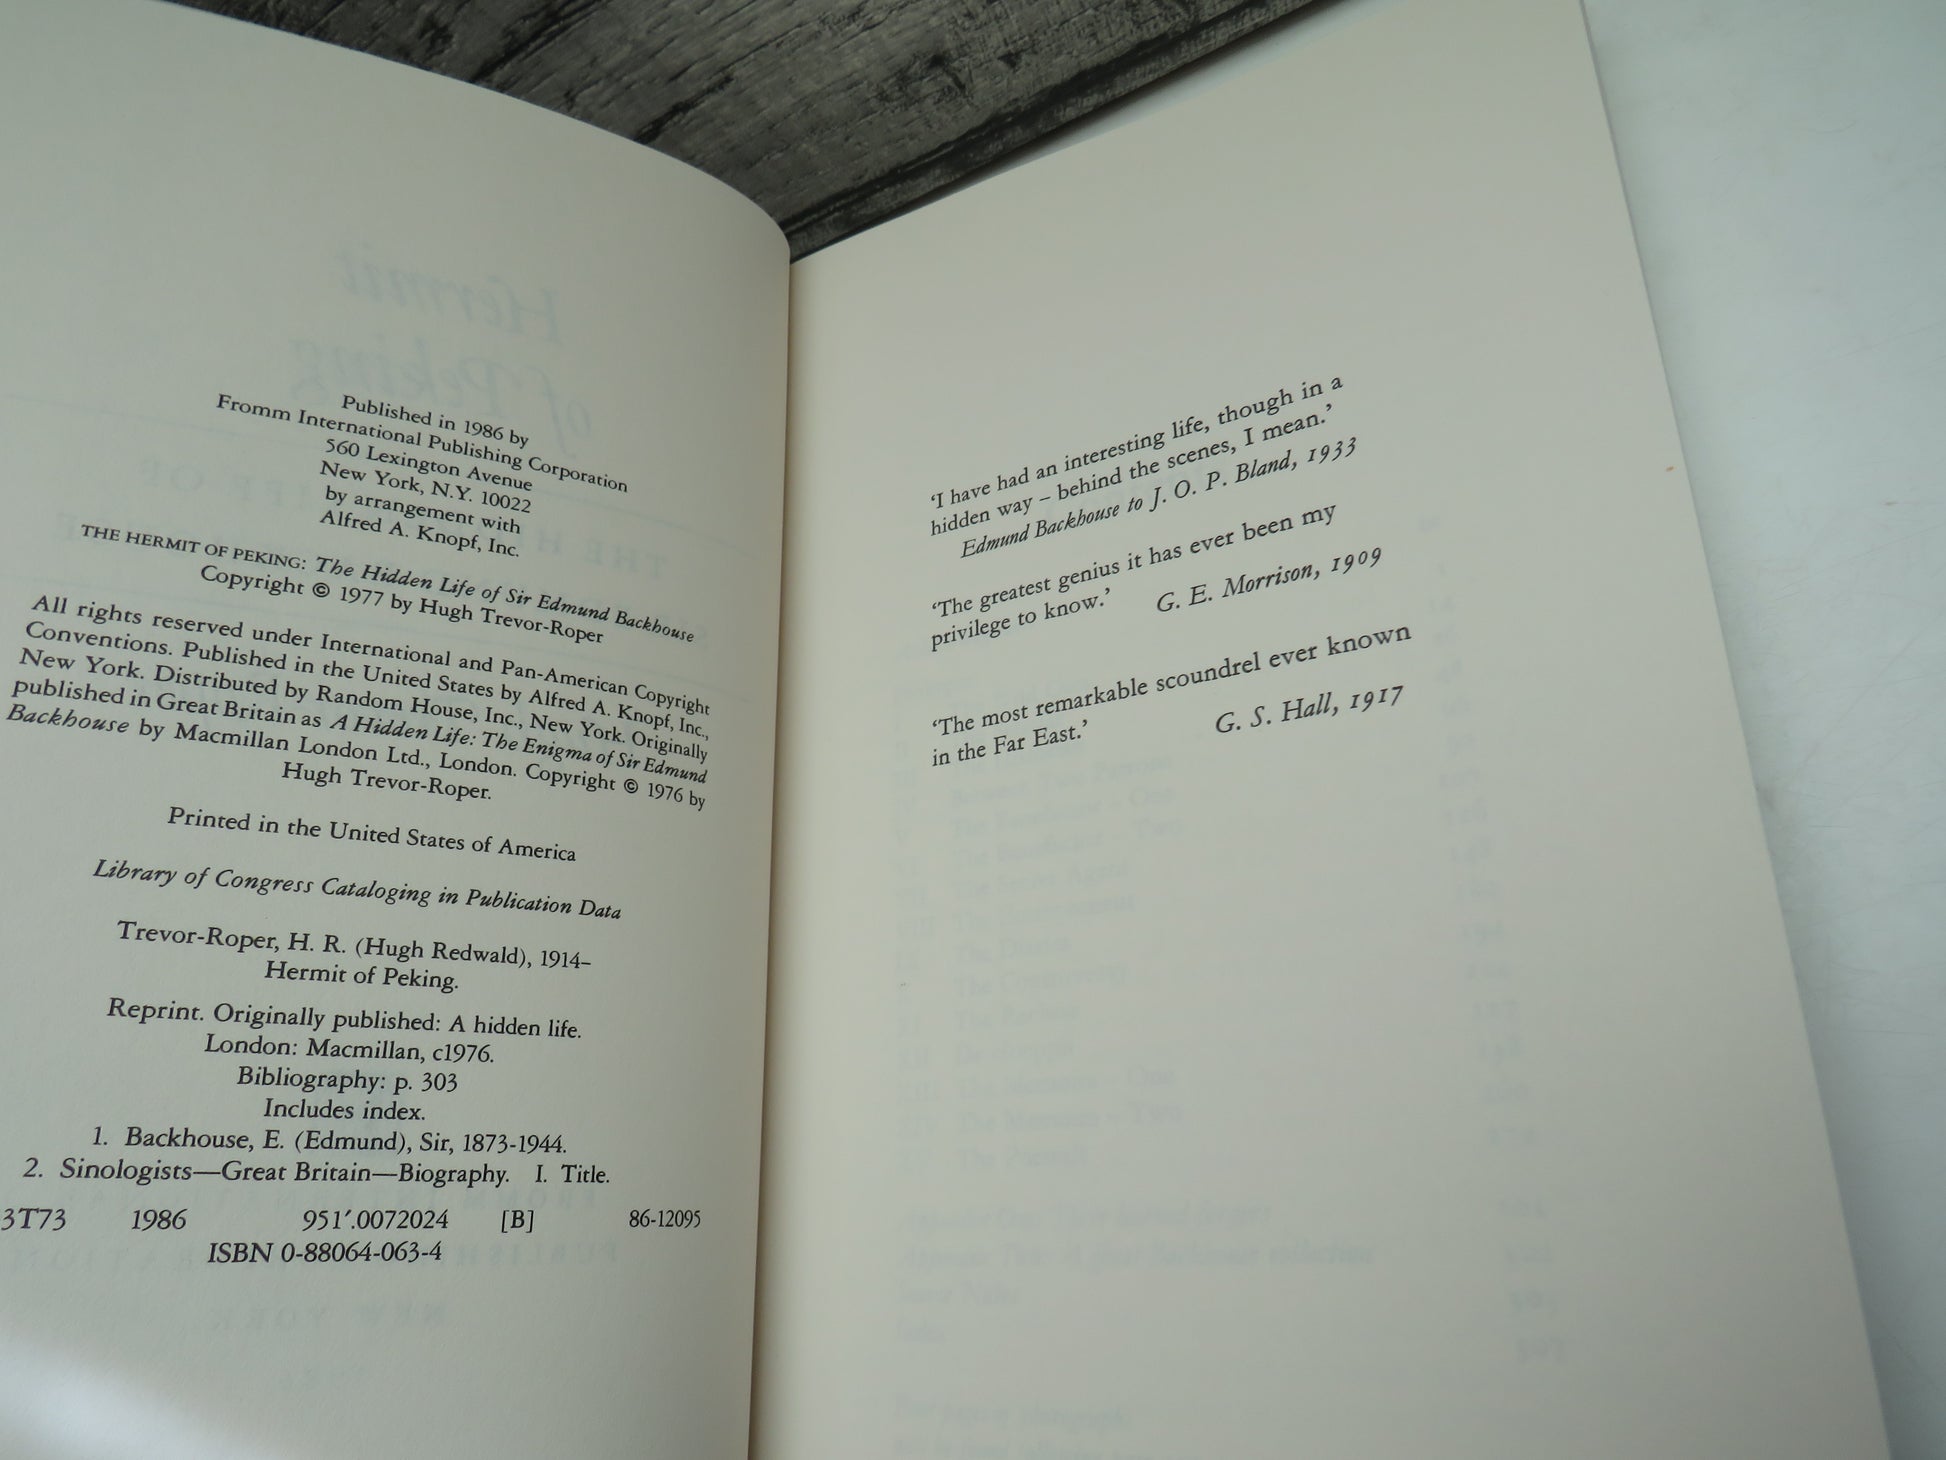 Published in 1986 by
Fromm International Publishing Corporation
560 Lexington Avenue
New York, N.Y. 10022
by arrangement with
Alfred A. Knopf, Inc.
THE HERMIT OF PEKING: The Hidden Life of Sir Edmund Backhouse
Copyright © 1977 by Hugh Trevor-Roper
All rights reserved under International and Pan-American Copyright
Conventions. Published in the United States by Alfred A. Knopf, Inc.,
New York. Distributed by Random House, Inc., New York. Originally
published in Great Britain as A Hidden Life: The Enigma of Sir Edmund
Backhouse by Macmillan London Ltd., London. Copyright © 1976 by
Hugh Trevor-Roper.
Printed in the United States of America
Library of Congress Cataloging in Publication Data
Trevor-Roper, H. R. (Hugh Redwald), 1914–
Hermit of Peking.
Reprint. Originally published: A hidden life.
London: Macmillan, c1976.
Bibliography: p. 303
Includes index.
1. Backhouse, E. (Edmund), Sir, 1873-1944.
2. Sinologists—Great Britain—Biography. I. Title.
3T73 1986 951'.0072024 [B] 86-12095
ISBN 0-88064-063-4
‘I have had an interesting life, though in a
hidden way – behind the scenes, I mean.’
Edmund Backhouse to J. O. P. Bland, 1933
‘The greatest genius it has ever been my
privilege to know.’ G. E. Morrison, 1909
‘The most remarkable scoundrel ever known
in the Far East.’ G. S. Hall, 1917